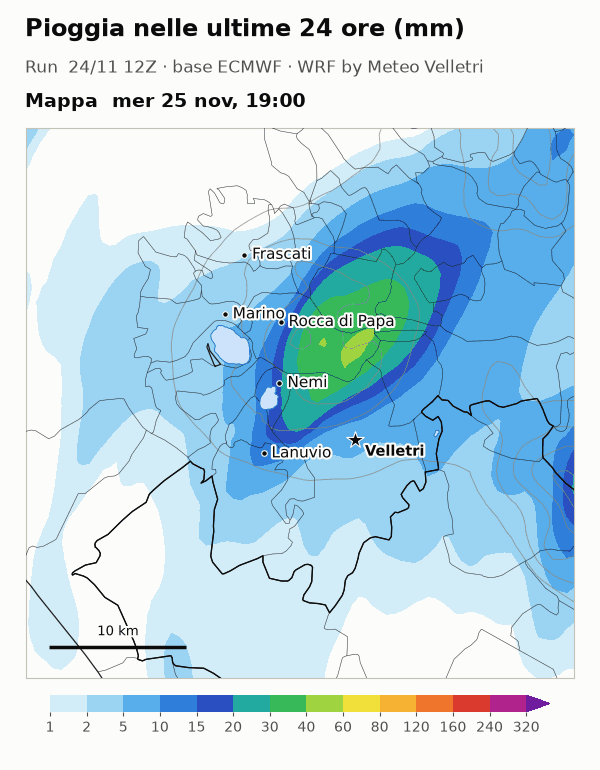 Pioggia nelle ultime 24 ore (mm)
Run  24/11 12Z · base ECMWF · WRF by Meteo Velletri
Mappa  mer 25 nov, 19:00
Frascati
Marino
Rocca di Papa
Nemi
Velletri
Lanuvio
10 km
1 2 5 10 15 20 30 40 60 80 120 160 240 320